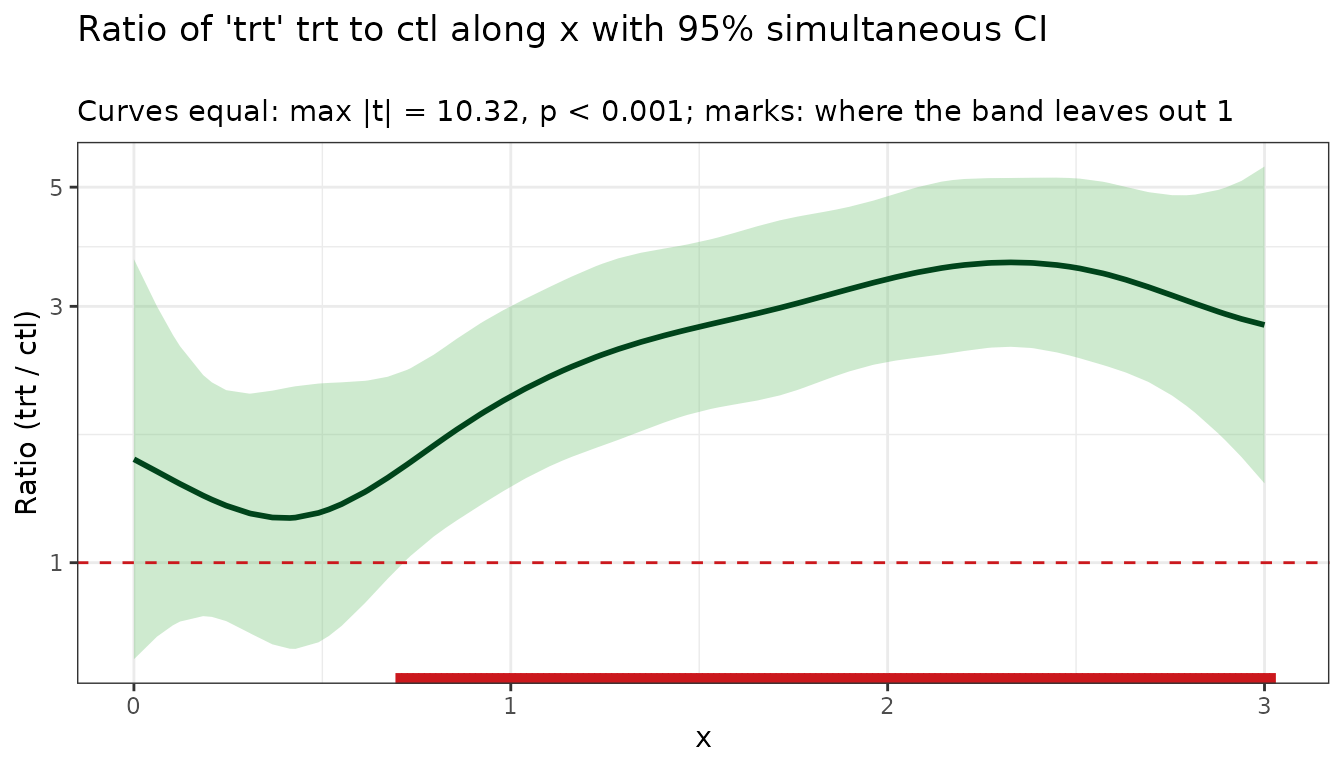 Ratio of 'trt' trt to ctl along x with 95% simultaneous CI
Curves equal: max |t| = 10.32, p < 0.001; marks: where the band leaves out 1
Ratio (trt / ctl)
5
3
1
0
1
2
3
x